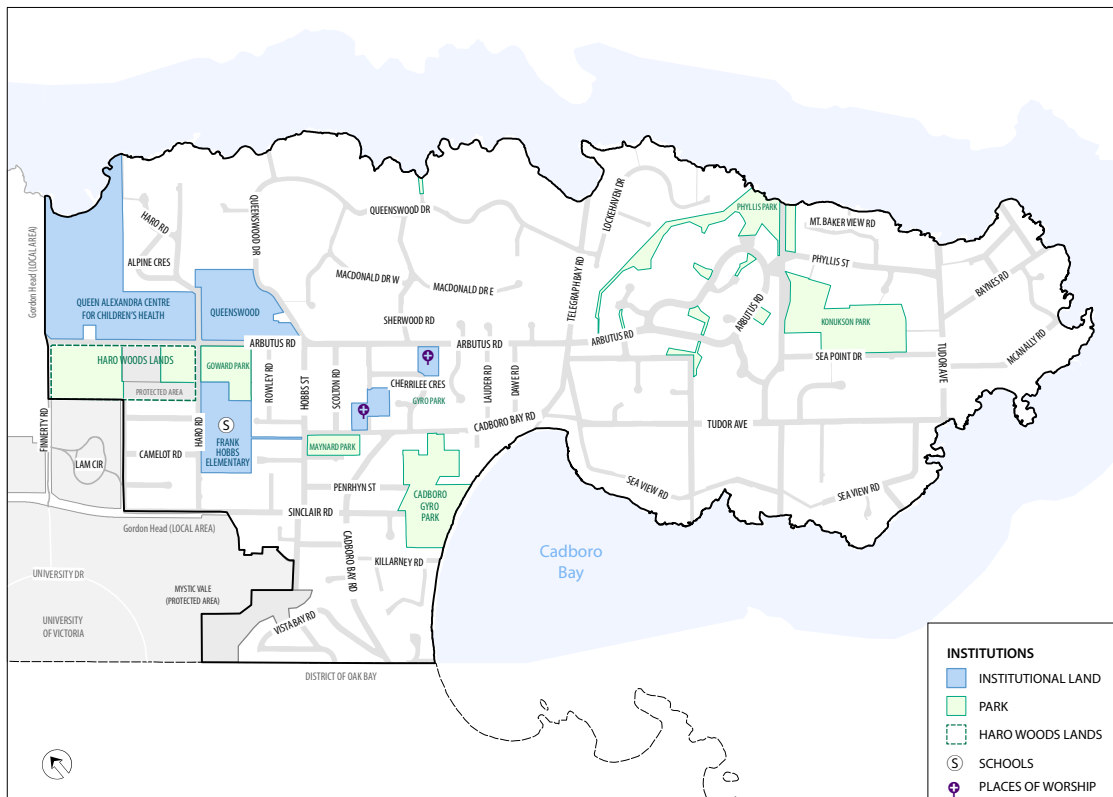 QUEENSWOOD DR
QUEENSWOOD DR
HARO RD
ALPINE CRES
Gordon Head (LOCAL AREA)
QUEEN ALEXANDRA CENTRE
FOR CHILDREN'S HEALTH
QUEENSWOOD
MACDONALD DR W
MACDONALD DR E
SHERWOOD RD
LOCKEHAVEN DR
TELEGRAPH BAY RD
PHYLLIS PARK
MT. BAKER VIEW RD
PHYLLIS ST
BAYNES RD
MCANALLY RD
ARBUTUS RD
KONUKSON PARK
SEA POINT DR
TUDOR AVE
ARBUTUS RD
ARBUTUS RD
ARBUTUS RD
HARO WOODS LANDS
PROTECTED AREA
GOWARD PARK
ROWLEY RD
HOBBS ST
SCOLTON RD
CHERRILEE CRES
GYRO PARK
LAUDER RD
DAWE RD
CADBORO BAY RD
TUDOR AVE
FINNERTY RD
HARO RD
S
FRANK
HOBBS
ELEMENTARY
MAYNARD PARK
CAMELOT RD
LAM CIR
PENRHYN ST
CADBORO
GYRO
PARK
SEA VIEW RD
SEA VIEW RD
SINCLAIR RD
Gordon Head (LOCAL AREA)
CADBORO BAY RD
KILLARNEY RD
Cadboro
Bay
UNIVERSITY DR
MYSTIC VALE
(PROTECTED AREA)
UNIVERSITY
OF VICTORIA
VISTA BAY RD
DISTRICT OF OAK BAY
INSTITUTIONS
INSTITUTIONAL LAND
PARK
HARO WOODS LANDS
S SCHOOLS
PLACES OF WORSHIP